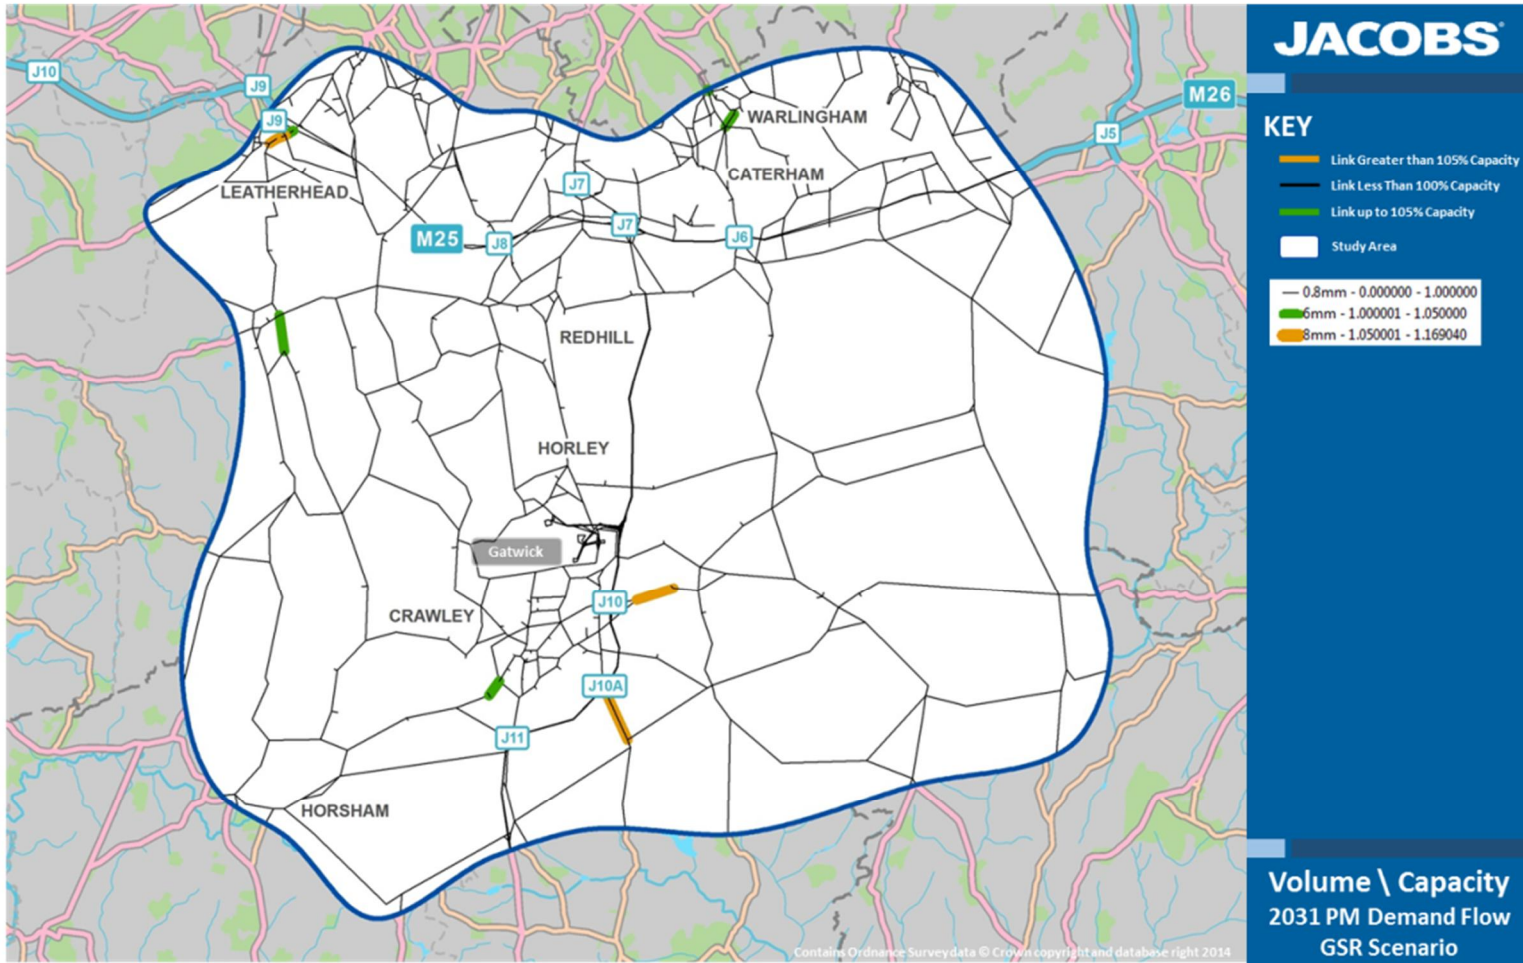 J10
J9
J9
WARLINGHAM
CATERHAM
LEATHERHEAD
J7
M25
J8
J7
J6
J5
M26
REDHILL
HORLEY
Gatwick
J10
CRAWLEY
J10A
J11
HORSHAM
Contains Ordnance Survey data © Crown copyright and database right 2014
JACOBS
KEY
Link Greater than 105% Capacity
Link Less Than 100% Capacity
Link up to 105% Capacity
Study Area
0.8mm - 0.000000 - 1.000000
6mm - 1.000001 - 1.050000
8mm - 1.050001 - 1.169040
Volume \ Capacity
2031 PM Demand Flow
GSR Scenario